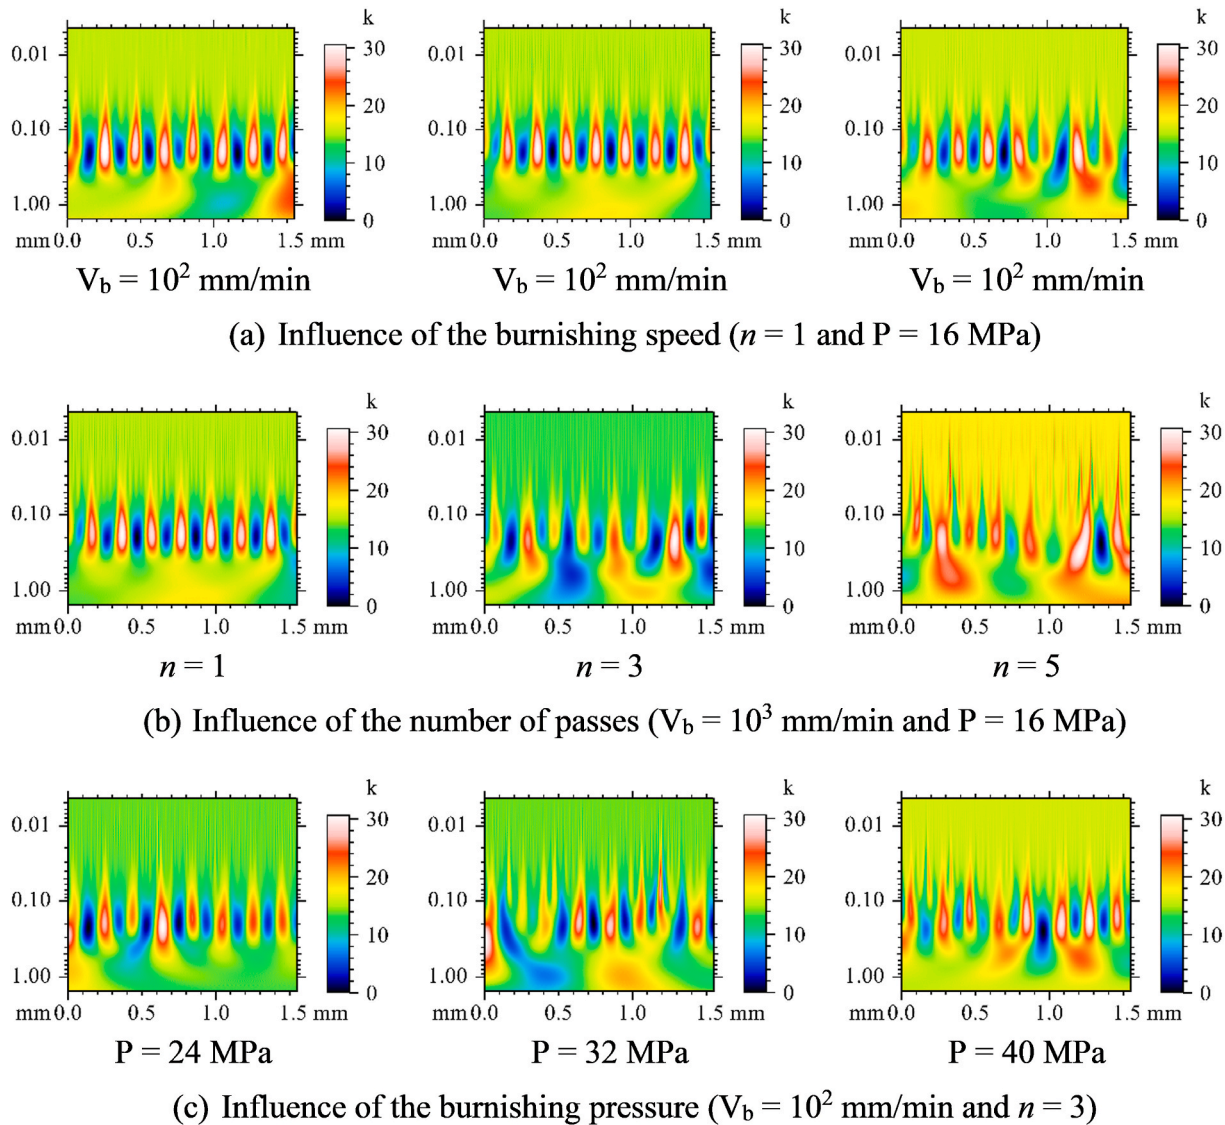 k k k
0.01 30 0.01 30 0.01 30
20 20 20
0.10 0.10 0.10
10 10 10
1.00 0 1.00 0 1.00 0
mm 0.0 0.5 1.0 1.5 mm mm 0.0 0.5 1.0 1.5 mm mm 0.0 0.5 1.0 1.5 mm
V_b = 10² mm/min V_b = 10² mm/min V_b = 10² mm/min
(a) Influence of the burnishing speed (n = 1 and P = 16 MPa)
k k k
0.01 30 0.01 30 0.01 30
20 20 20
0.10 0.10 0.10
10 10 10
1.00 0 1.00 0 1.00 0
mm 0.0 0.5 1.0 1.5 mm mm 0.0 0.5 1.0 1.5 mm mm 0.0 0.5 1.0 1.5 mm
n = 1 n = 3 n = 5
(b) Influence of the number of passes (V_b = 10³ mm/min and P = 16 MPa)
k k k
0.01 30 0.01 30 0.01 30
20 20 20
0.10 0.10 0.10
10 10 10
1.00 0 1.00 0 1.00 0
mm 0.0 0.5 1.0 1.5 mm mm 0.0 0.5 1.0 1.5 mm mm 0.0 0.5 1.0 1.5 mm
P = 24 MPa P = 32 MPa P = 40 MPa
(c) Influence of the burnishing pressure (V_b = 10² mm/min and n = 3)